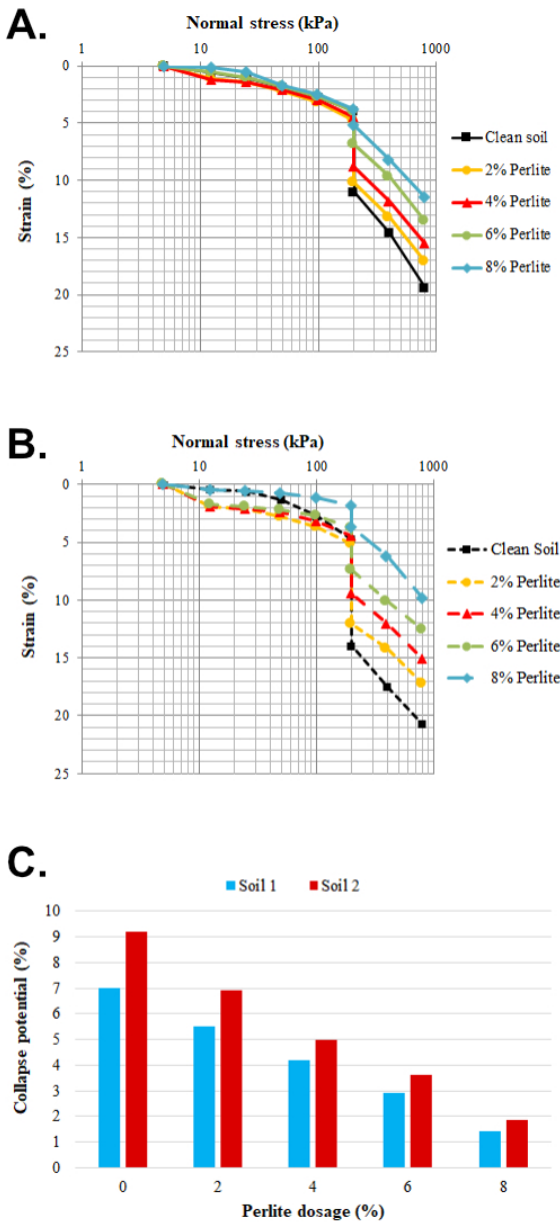 A.
Normal stress (kPa)
1 10 100 1000
0
5
10
15
20
25
Strain (%)
Clean soil
2% Perlite
4% Perlite
6% Perlite
8% Perlite
B.
Normal stress (kPa)
1 10 100 1000
0
5
10
15
20
25
Strain (%)
Clean Soil
2% Perlite
4% Perlite
6% Perlite
8% Perlite
C.
Soil 1 Soil 2
10
9
8
7
6
5
4
3
2
1
0
Collapse potential (%)
0 2 4 6 8
Perlite dosage (%)